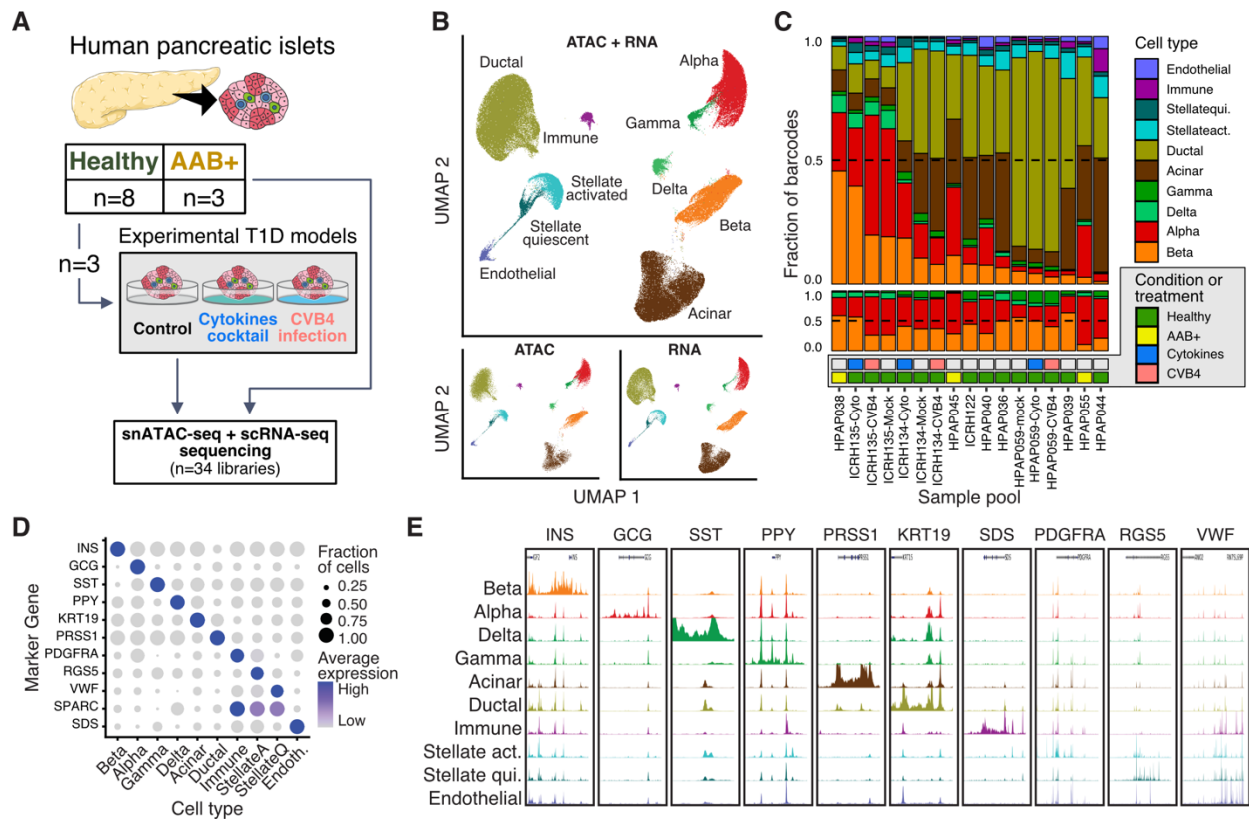 A
Human pancreatic islets
Healthy
AAB+
n=8
n=3
n=3
Experimental T1D models
Control
Cytokines
cocktail
CVB4
infection
snATAC-seq + scRNA-seq
sequencing
(n=34 libraries)
B
ATAC + RNA
Ductal
Alpha
Immune
Gamma
Stellate
activated
Delta
Beta
Stellate
quiescent
Endothelial
Acinar
UMAP 2
ATAC
RNA
UMAP 2
UMAP 1
C
Fraction of barcodes
1.0
0.5
0.0
1.0
0.5
0.0
Cell type
Endothelial
Immune
Stellatequi.
Stellateact.
Ductal
Acinar
Gamma
Delta
Alpha
Beta
Condition or
treatment
Healthy
AAB+
Cytokines
CVB4
HPAP038
ICRH135-Cyto
ICRH135-CVB4
ICRH135-Mock
ICRH134-Cyto
ICRH134-Mock
ICRH134-CVB4
HPAP045
ICRH122
HPAP040
HPAP036
HPAP059-mock
HPAP059-Cyto
HPAP059-CVB4
HPAP039
HPAP055
HPAP044
Sample pool
D
Marker Gene
INS
GCG
SST
PPY
KRT19
PRSS1
PDGFRA
RGS5
VWF
SPARC
SDS
Beta
Alpha
Gamma
Delta
Acinar
Ductal
Immune
StellateA
StellateQ
Endoth.
Cell type
Fraction
of cells
0.25
0.50
0.75
1.00
Average
expression
High
Low
E
INS
GCG
SST
PPY
PRSS1
KRT19
SDS
PDGFRA
RGS5
VWF
Beta
Alpha
Delta
Gamma
Acinar
Ductal
Immune
Stellate act.
Stellate qui.
Endothelial